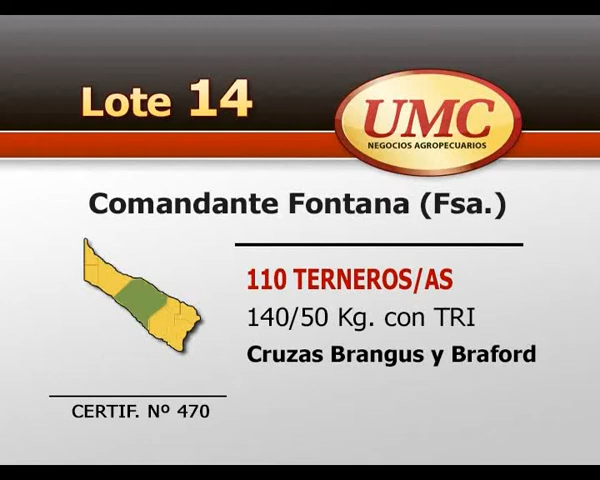 Lote 14
UMC
NEGOCIOS AGROPECUARIOS
Comandante Fontana (Fsa.)
110 TERNEROS/AS
140/50 Kg. con TRI
Cruzas Brangus y Braford
CERTIF. Nº 470